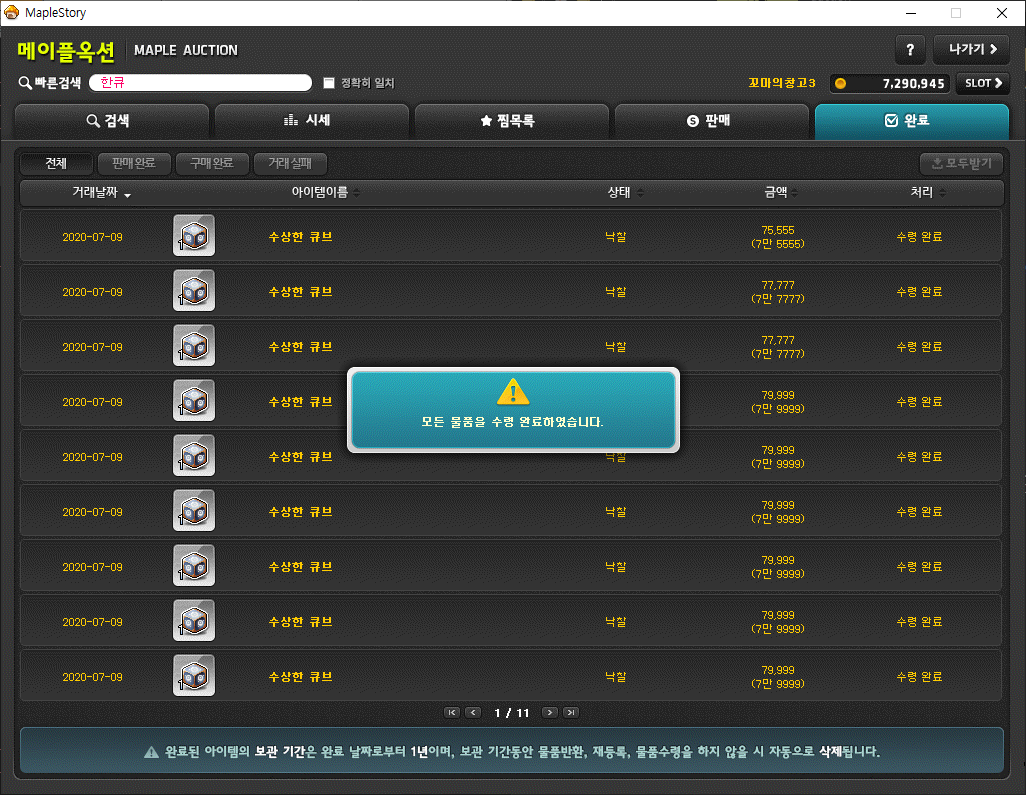 MapleStory
메이플옥션 MAPLE AUCTION ? 나가기
빠른검색 한큐 정확히 일치 꼬마의창고3 7,290,945 SLOT
검색 시세 찜목록 판매 완료
전체 판매 완료 구매 완료 거래 실패 모두받기
거래날짜 아이템이름 상태 금액 처리
2020-07-09 1 수상한 큐브 낙찰 75,555 (7만 5555) 수령 완료
2020-07-09 1 수상한 큐브 낙찰 77,777 (7만 7777) 수령 완료
2020-07-09 1 수상한 큐브 낙찰 77,777 (7만 7777) 수령 완료
2020-07-09 1 수상한 큐브 79,999 (7만 9999) 수령 완료
모든 물품을 수령 완료하였습니다.
2020-07-09 1 수상한 큐브 낙찰 79,999 (7만 9999) 수령 완료
2020-07-09 1 수상한 큐브 낙찰 79,999 (7만 9999) 수령 완료
2020-07-09 1 수상한 큐브 낙찰 79,999 (7만 9999) 수령 완료
2020-07-09 1 수상한 큐브 낙찰 79,999 (7만 9999) 수령 완료
2020-07-09 1 수상한 큐브 낙찰 79,999 (7만 9999) 수령 완료
1 / 11
완료된 아이템의 보관 기간은 완료 날짜로부터 1년이며, 보관 기간동안 물품반환, 재등록, 물품수령을 하지 않을 시 자동으로 삭제됩니다.